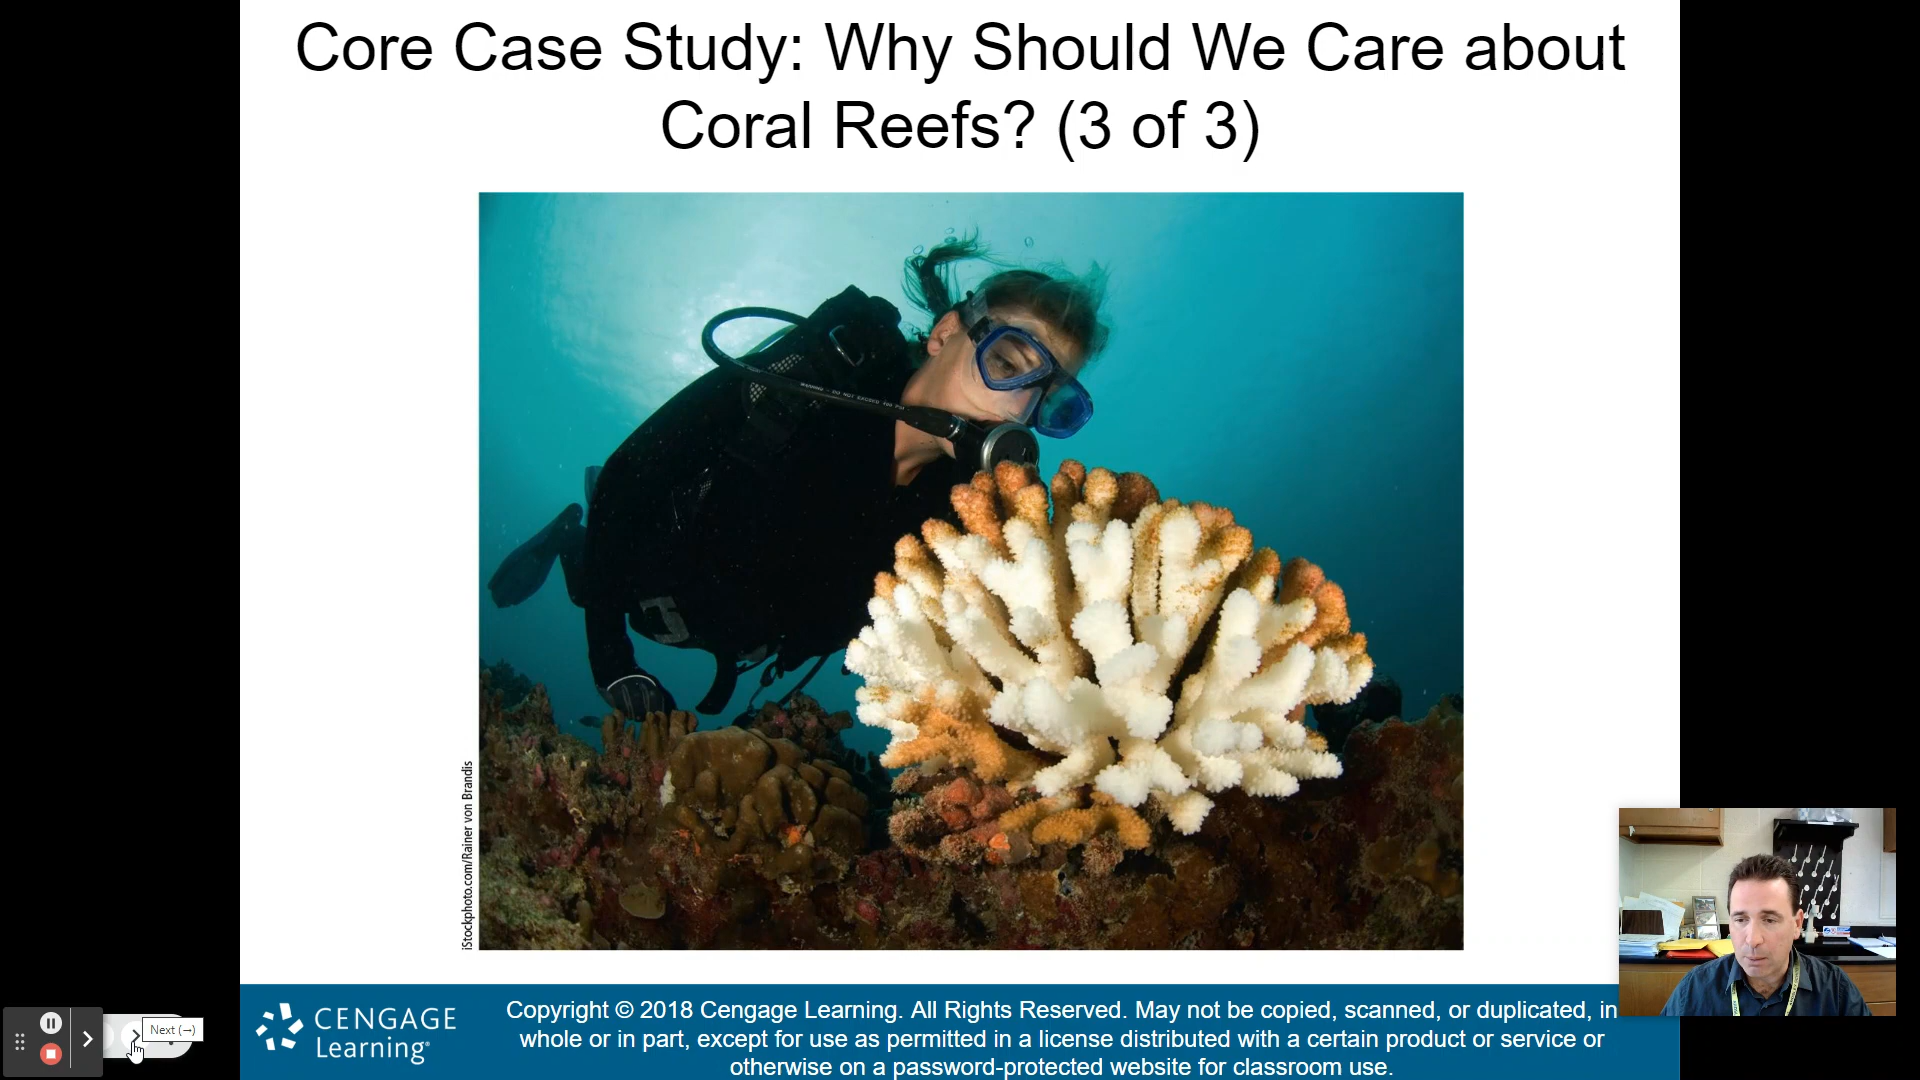 Core Case Study: Why Should We Care about
Coral Reefs? (3 of 3)
iStockphoto.com/Rainer von Brandis
CENGAGE
Learning®
Copyright © 2018 Cengage Learning. All Rights Reserved. May not be copied, scanned, or duplicated, in
whole or in part, except for use as permitted in a license distributed with a certain product or service or
otherwise on a password-protected website for classroom use.
Next (→)